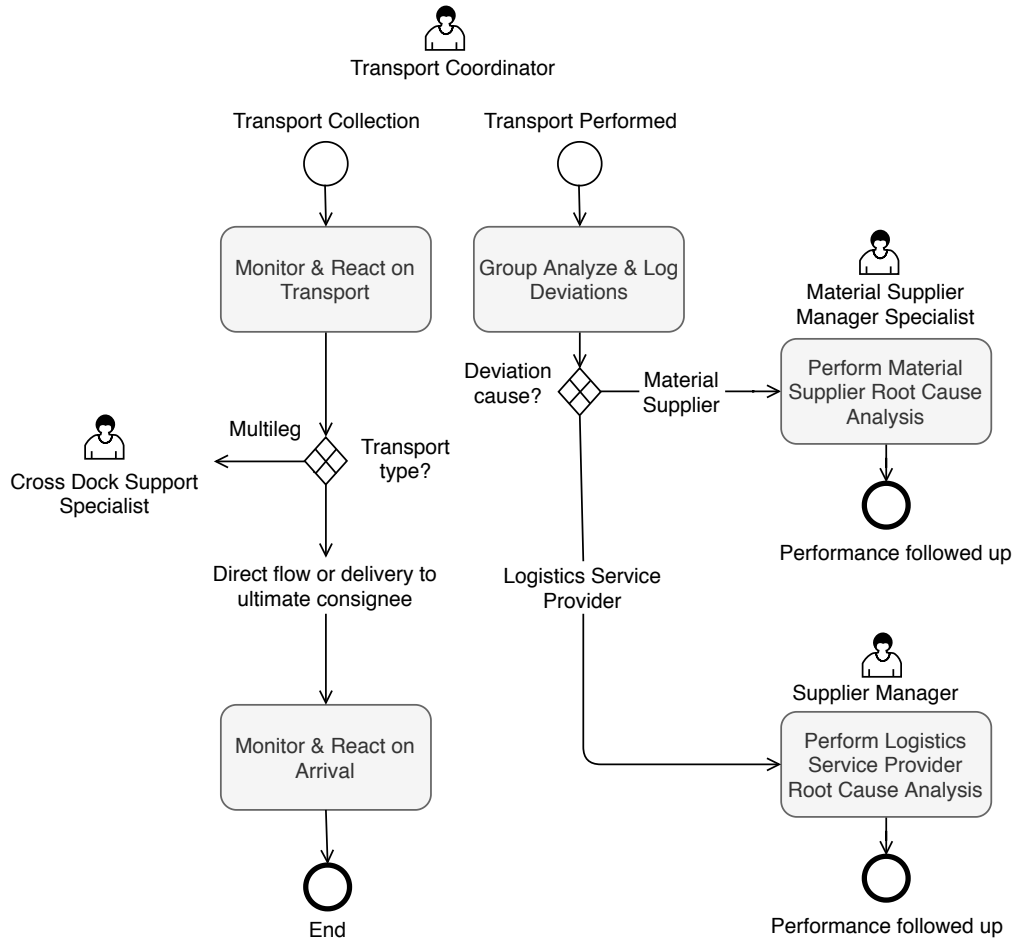 Transport Coordinator
Transport Collection
Transport Performed
Monitor & React on
Transport
Group Analyze & Log
Deviations
Material Supplier
Manager Specialist
Deviation
cause?
Material
Supplier
Perform Material
Supplier Root Cause
Analysis
Multileg
Transport
type?
Cross Dock Support
Specialist
Performance followed up
Direct flow or delivery to
ultimate consignee
Logistics Service
Provider
Supplier Manager
Monitor & React on
Arrival
Perform Logistics
Service Provider
Root Cause Analysis
End
Performance followed up